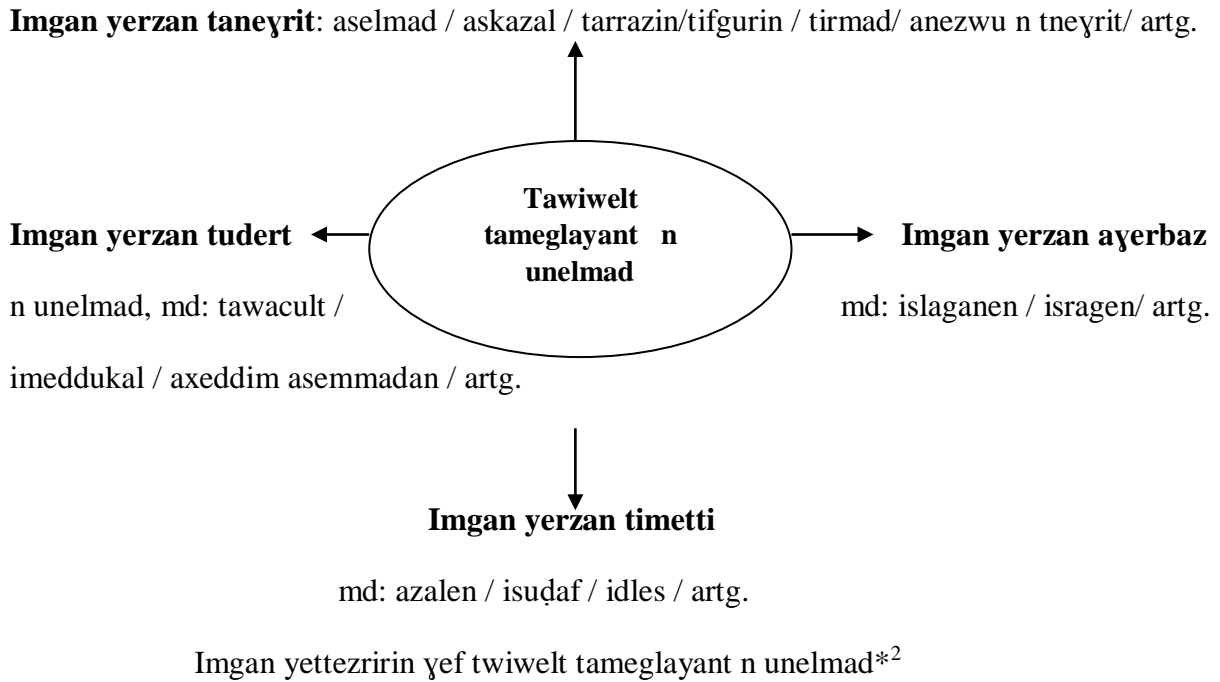 Imgan yerzan taneɣrit: aselmad / askazal / tarrazin/tifgurin / tirmad/ anezwu n tneɣrit/ artg.
Tawiwelt
tameglayant n
unelmad
Imgan yerzan tudert
n unelmad, md: tawacult /
imeddukal / axeddim asemmadan / artg.
Imgan yerzan aɣerbaz
md: islaganen / isragen/ artg.
Imgan yerzan timetti
md: azalen / isuḍaf / idles / artg.
Imgan yettezririn ɣef twiwelt tameglayant n unelmad*²